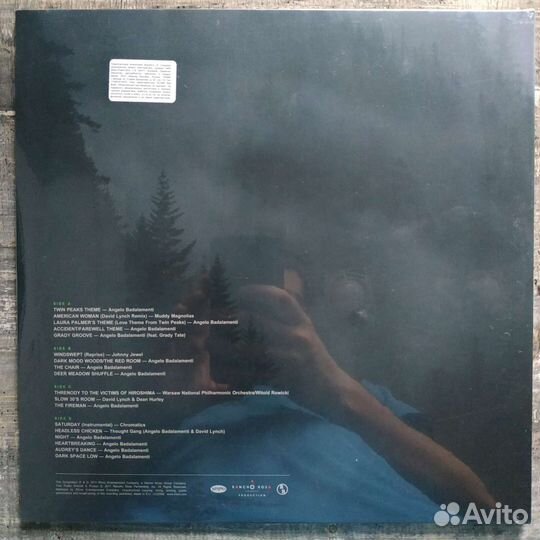 SIDE A
TWIN PEAKS THEME — Angelo Badalamenti
AMERICAN WOMAN (David Lynch Remix) — Muddy Magnolias
LAURA PALMER'S THEME (Love Theme From Twin Peaks) — Angelo Badalamenti
ACCIDENT/FAREWELL THEME — Angelo Badalamenti
GRADY GROOVE — Angelo Badalamenti (feat. Grady Tate)
SIDE B
WINDSWEPT (Reprise) — Johnny Jewel
DARK MOOD WOODS/THE RED ROOM — Angelo Badalamenti
THE CHAIR — Angelo Badalamenti
DEER MEADOW SHUFFLE — Angelo Badalamenti
SIDE C
THRENODY TO THE VICTIMS OF HIROSHIMA — Warsaw National Philharmonic Orchestra/Witold Rowicki
SLOW 30'S ROOM — David Lynch & Dean Hurley
THE FIREMAN — Angelo Badalamenti
SIDE D
SATURDAY (Instrumental) — Chromatics
HEADLESS CHICKEN — Thought Gang (Angelo Badalamenti & David Lynch)
NIGHT — Angelo Badalamenti
HEARTBREAKING — Angelo Badalamenti
AUDREY'S DANCE — Angelo Badalamenti
DARK SPACE LOW — Angelo Badalamenti
RHINO
RANCHO ROSA
PRODUCTION
Avito